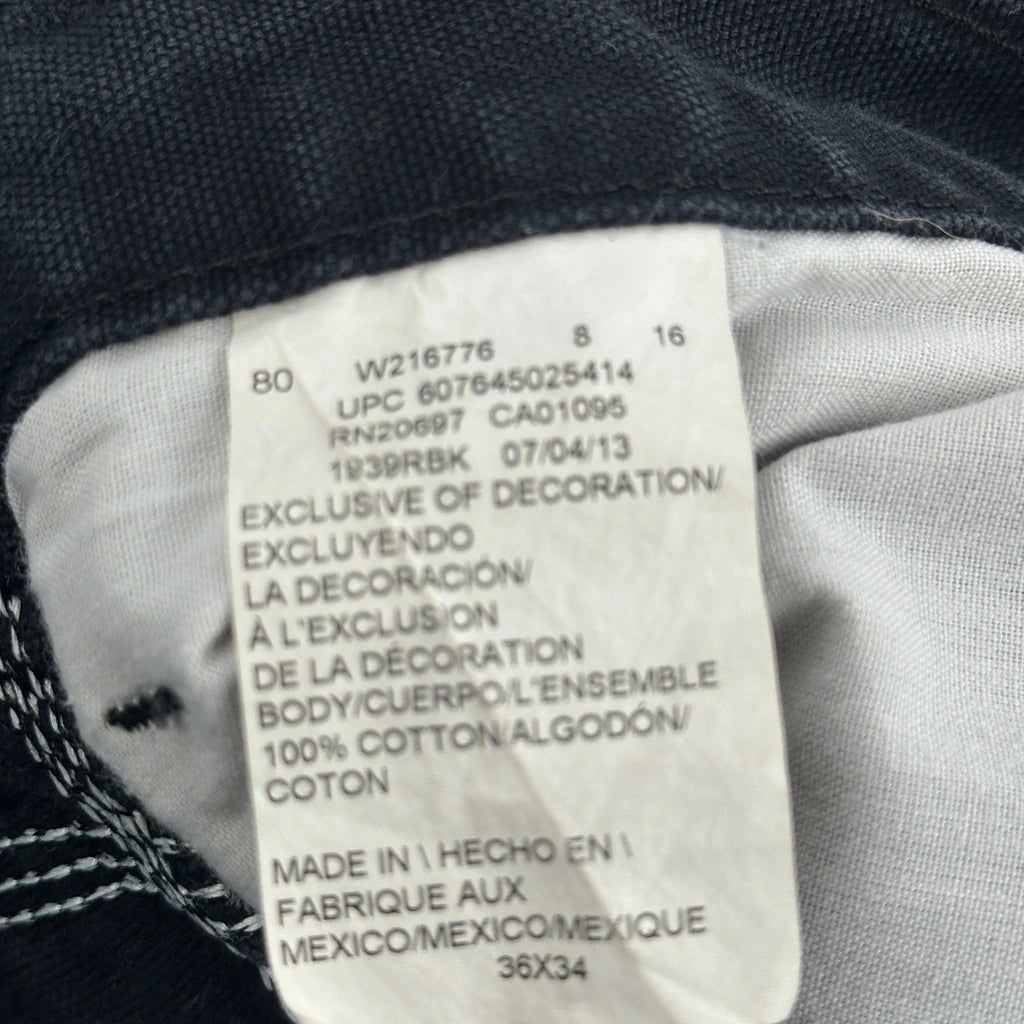 80 W216776 8 16
UPC 607645025414
RN20697 CA01095
1939RBK 07/04/13
EXCLUSIVE OF DECORATION/
EXCLUYENDO
LA DECORACIÓN/
À L'EXCLUSION
DE LA DÉCORATION
BODY/CUERPO/L'ENSEMBLE
100% COTTON/ALGODÓN/
COTON
MADE IN \ HECHO EN \
FABRIQUE AUX
MEXICO/MEXICO/MEXIQUE
36X34